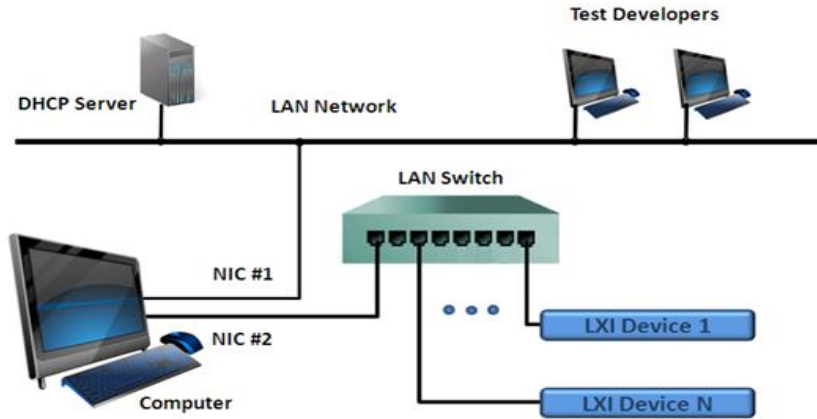 Test Developers
DHCP Server
LAN Network
LAN Switch
NIC #1
NIC #2
LXI Device 1
Computer
LXI Device N